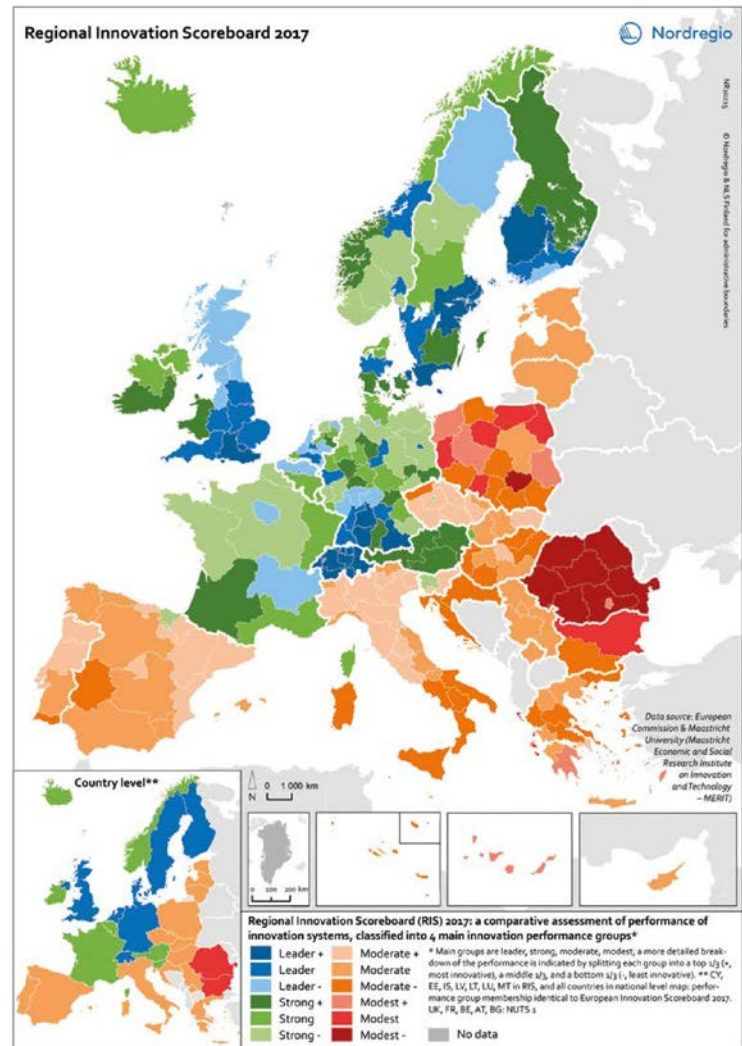 Regional Innovation Scoreboard 2017
Nordregio
© Nordregio & NLS Finland for administrative boundaries
Data source: European
Commission & Maastricht
University (Maastricht
Economic and Social
Research Institute
on Innovation
and Technology
– MERIT)
Country level**
N
0 1 000 km
0 100 200 km
Regional Innovation Scoreboard (RIS) 2017: a comparative assessment of performance of
innovation systems, classified into 4 main innovation performance groups*
Leader +
Leader
Leader -
Strong +
Strong
Strong -
Moderate +
Moderate
Moderate -
Modest +
Modest
Modest -
* Main groups are leader, strong, moderate, modest, a more detailed break-
down of the performance is indicated by splitting each group into a top 1/3 (+,
most innovative), a middle 1/3, and a bottom 1/3 (-, least innovative). ** CY,
EE, IS, LV, LT, LU, MT in RIS, and all countries in national level map: perfor-
mance group membership identical to European Innovation Scoreboard 2017.
UK, FR, BE, AT, BG: NUTS 1
No data